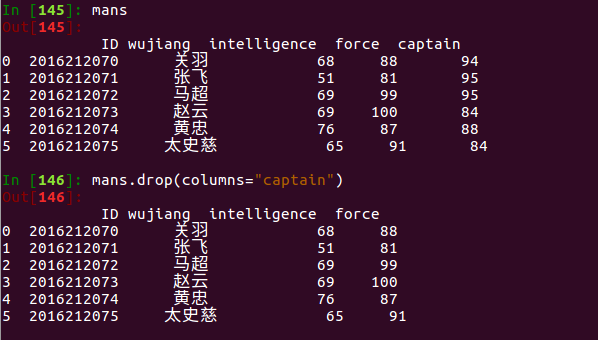 In [145]: mans
Out[145]:
ID wujiang intelligence force captain
0 2016212070 关羽 68 88 94
1 2016212071 张飞 51 81 95
2 2016212072 马超 69 99 95
3 2016212073 赵云 69 100 84
4 2016212074 黄忠 76 87 88
5 2016212075 太史慈 65 91 84
In [146]: mans.drop(columns="captain")
Out[146]:
ID wujiang intelligence force
0 2016212070 关羽 68 88
1 2016212071 张飞 51 81
2 2016212072 马超 69 99
3 2016212073 赵云 69 100
4 2016212074 黄忠 76 87
5 2016212075 太史慈 65 91